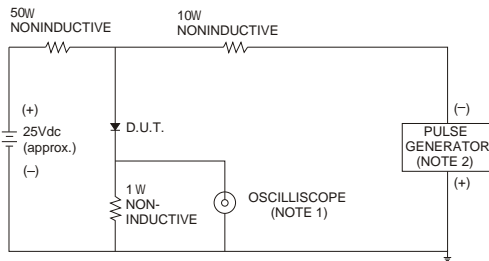 50W
NONINDUCTIVE
10W
NONINDUCTIVE
(+)
25Vdc
(approx.)
(–)
D.U.T.
1 W
NON-
INDUCTIVE
OSCILLISCOPE
(NOTE 1)
(–)
PULSE
GENERATOR
(NOTE 2)
(+)